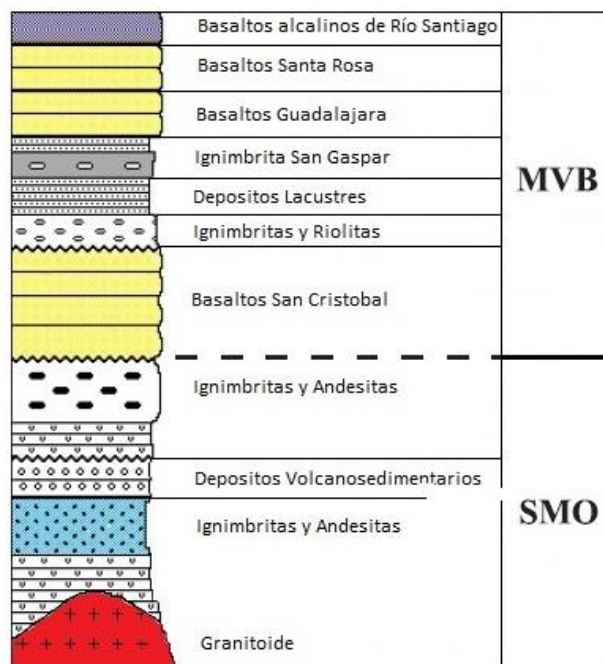 Basaltos alcalinos de Río Santiago
Basaltos Santa Rosa
Basaltos Guadalajara
Ignimbrita San Gaspar
MVB
Depositos Lacustres
Ignimbritas y Riolitas
Basaltos San Cristobal
Ignimbritas y Andesitas
Depositos Volcanosedimentarios
SMO
Ignimbritas y Andesitas
Granitoide